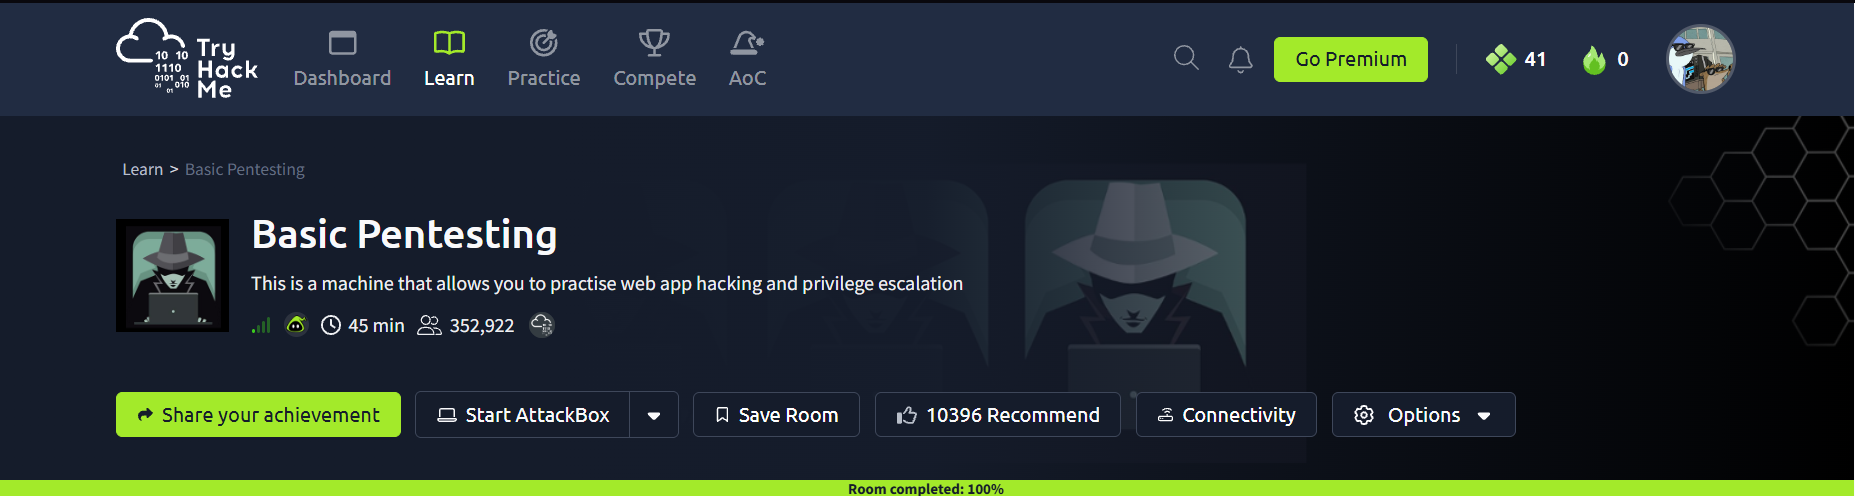 10 10
1110
0101 01
01 010
01
Try
Hack
Me
Dashboard
Learn
Practice
Compete
AoC
Go Premium
41
0
Learn > Basic Pentesting
Basic Pentesting
This is a machine that allows you to practise web app hacking and privilege escalation
45 min 352,922
Share your achievement
Start AttackBox
Save Room
10396 Recommend
Connectivity
Options
Room completed: 100%